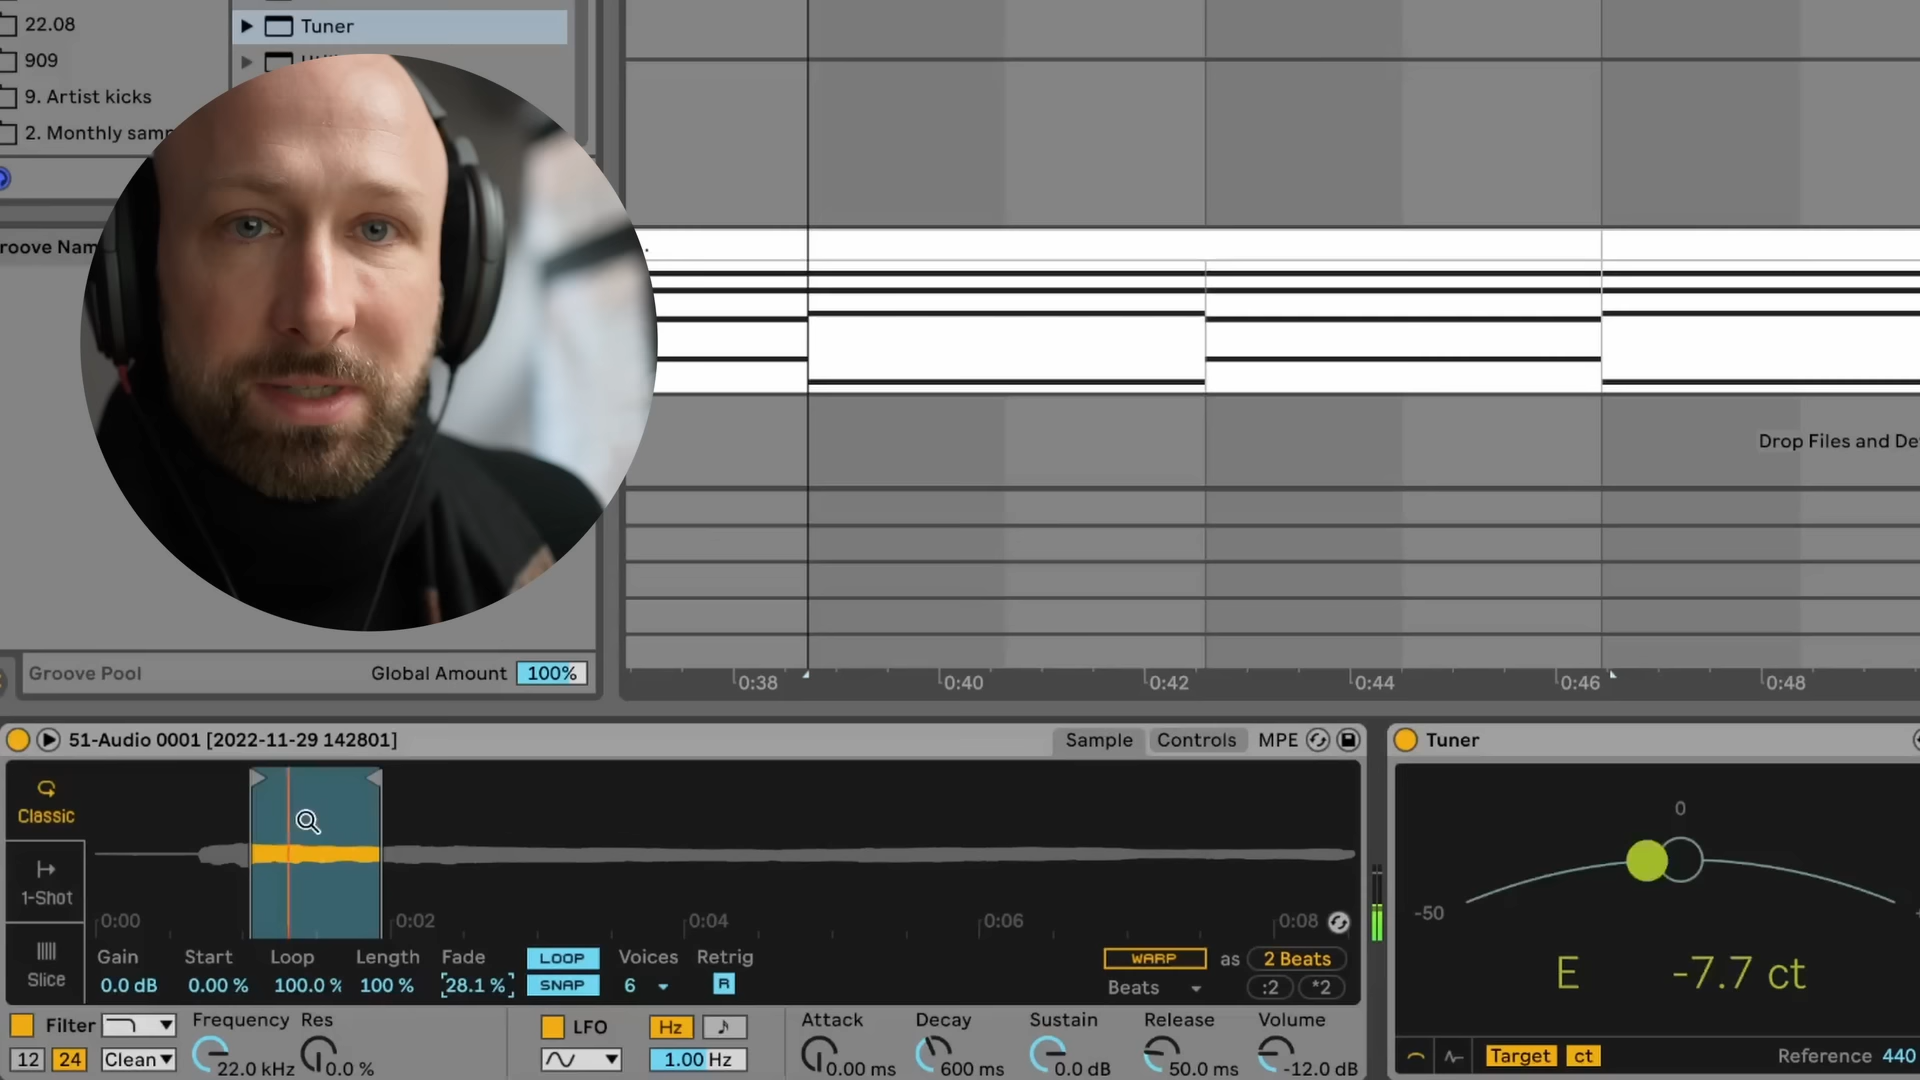 22.08
909
9. Artist kicks
2. Monthly samp
Tuner
roove Nam
Groove Pool
Global Amount 100%
Drop Files and De
0:38 0:40 0:42 0:44 0:46 0:48
51-Audio 0001 [2022-11-29 142801]
Sample Controls MPE
Classic
1-Shot
Slice
0:00 0:02 0:04 0:06 0:08
Gain Start Loop Length Fade LOOP Voices Retrig
0.0 dB 0.00 % 100.0 % 100 % 28.1 % SNAP 6 R
WARP as 2 Beats
Beats :2 *2
Filter Frequency Res
12 24 Clean 22.0 kHz 0.0 %
LFO Hz
1.00 Hz
Attack Decay Sustain Release Volume
0.00 ms 600 ms 0.0 dB 50.0 ms -12.0 dB
Tuner
0
-50
E -7.7 ct
Target ct Reference 440